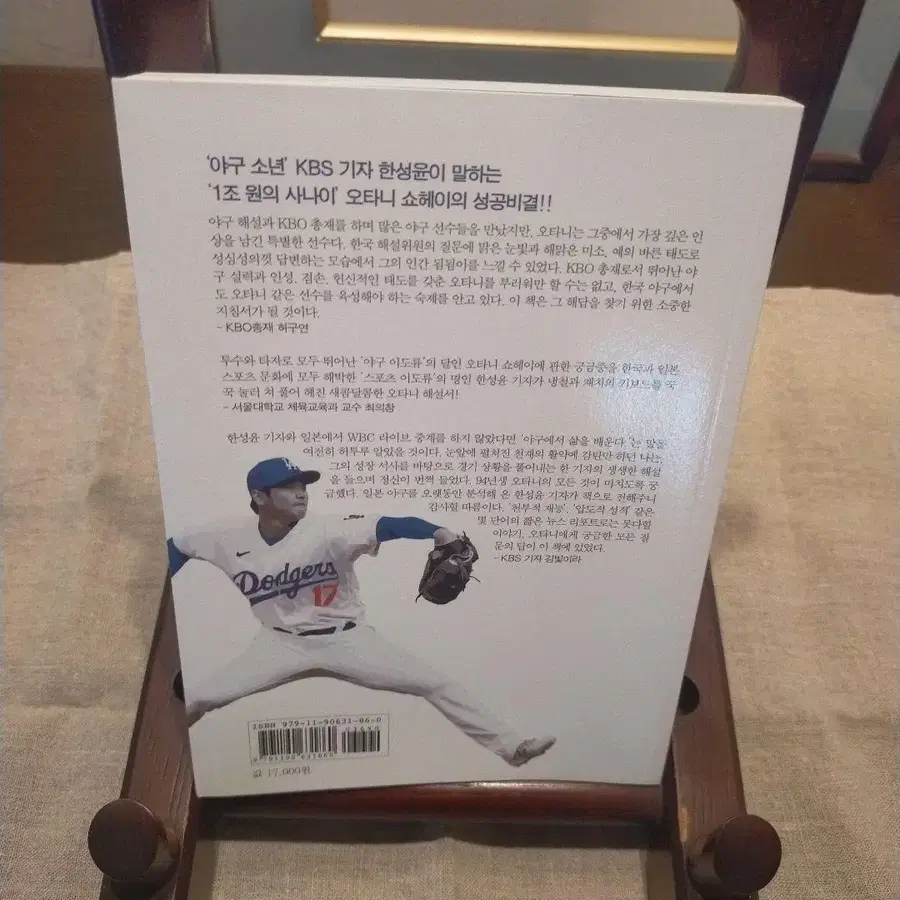 '야구 소년' KBS 기자 한성윤이 말하는
'1조 원의 사나이' 오타니 쇼헤이의 성공비결!!
야구 해설과 KBO 총재를 하며 많은 야구 선수들을 만났지만, 오타니는 그중에서 가장 깊은 인
상을 남긴 특별한 선수다. 한국 해설위원의 질문에 맑은 눈빛과 해맑은 미소, 예의 바른 태도로
성심성의껏 답변하는 모습에서 그의 인간 됨됨이를 느낄 수 있었다. KBO 총재로서 뛰어난 야
구 실력과 인성, 겸손, 헌신적인 태도를 갖춘 오타니를 부러워만 할 수는 없고, 한국 야구에서
도 오타니 같은 선수를 육성해야 하는 숙제를 안고 있다. 이 책은 그 해답을 찾기 위한 소중한
지침서가 될 것이다.
- KBO총재 허구연
투수와 타자로 모두 뛰어난 '야구 이도류'의 달인 오타니 쇼헤이에 관한 궁금증을 한국과 일본
스포츠 문화에 모두 해박한 '스포츠 이도류'의 명인 한성윤 기자가 냉철과 재치의 키보드를 꾹
꾹 눌러 쳐 풀어 헤친 새콤달콤한 오타니 해설서!
- 서울대학교 체육교육과 교수 최의창
한성윤 기자와 일본에서 WBC 라이브 중계를 하지 않았다면 '야구에서 삶을 배운다'는 말을
여전히 허투루 알았을 것이다. 눈앞에 펼쳐진 천재의 활약에 감탄만 하던 나는,
그의 성장 서사를 바탕으로 경기 상황을 풀어내는 한 기자의 생생한 해설
을 들으며 정신이 번쩍 들었다. 94년생 오타니의 모든 것이 마치도록 궁
금했다. 일본 야구를 오랫동안 분석해 온 한성윤 기자가 책으로 전해주니
감사할 따름이다. '천부적 재능', '압도적 성적' 같은
몇 단어의 짧은 뉴스 리포트로는 못다할
이야기, 오타니에게 궁금한 모든 질
문의 답이 이 책에 있었다.
- KBS 기자 김빛이라
LA
Dodgers
17
ISBN 979-11-90631-86-0
9 791190 631860
값 17,000원